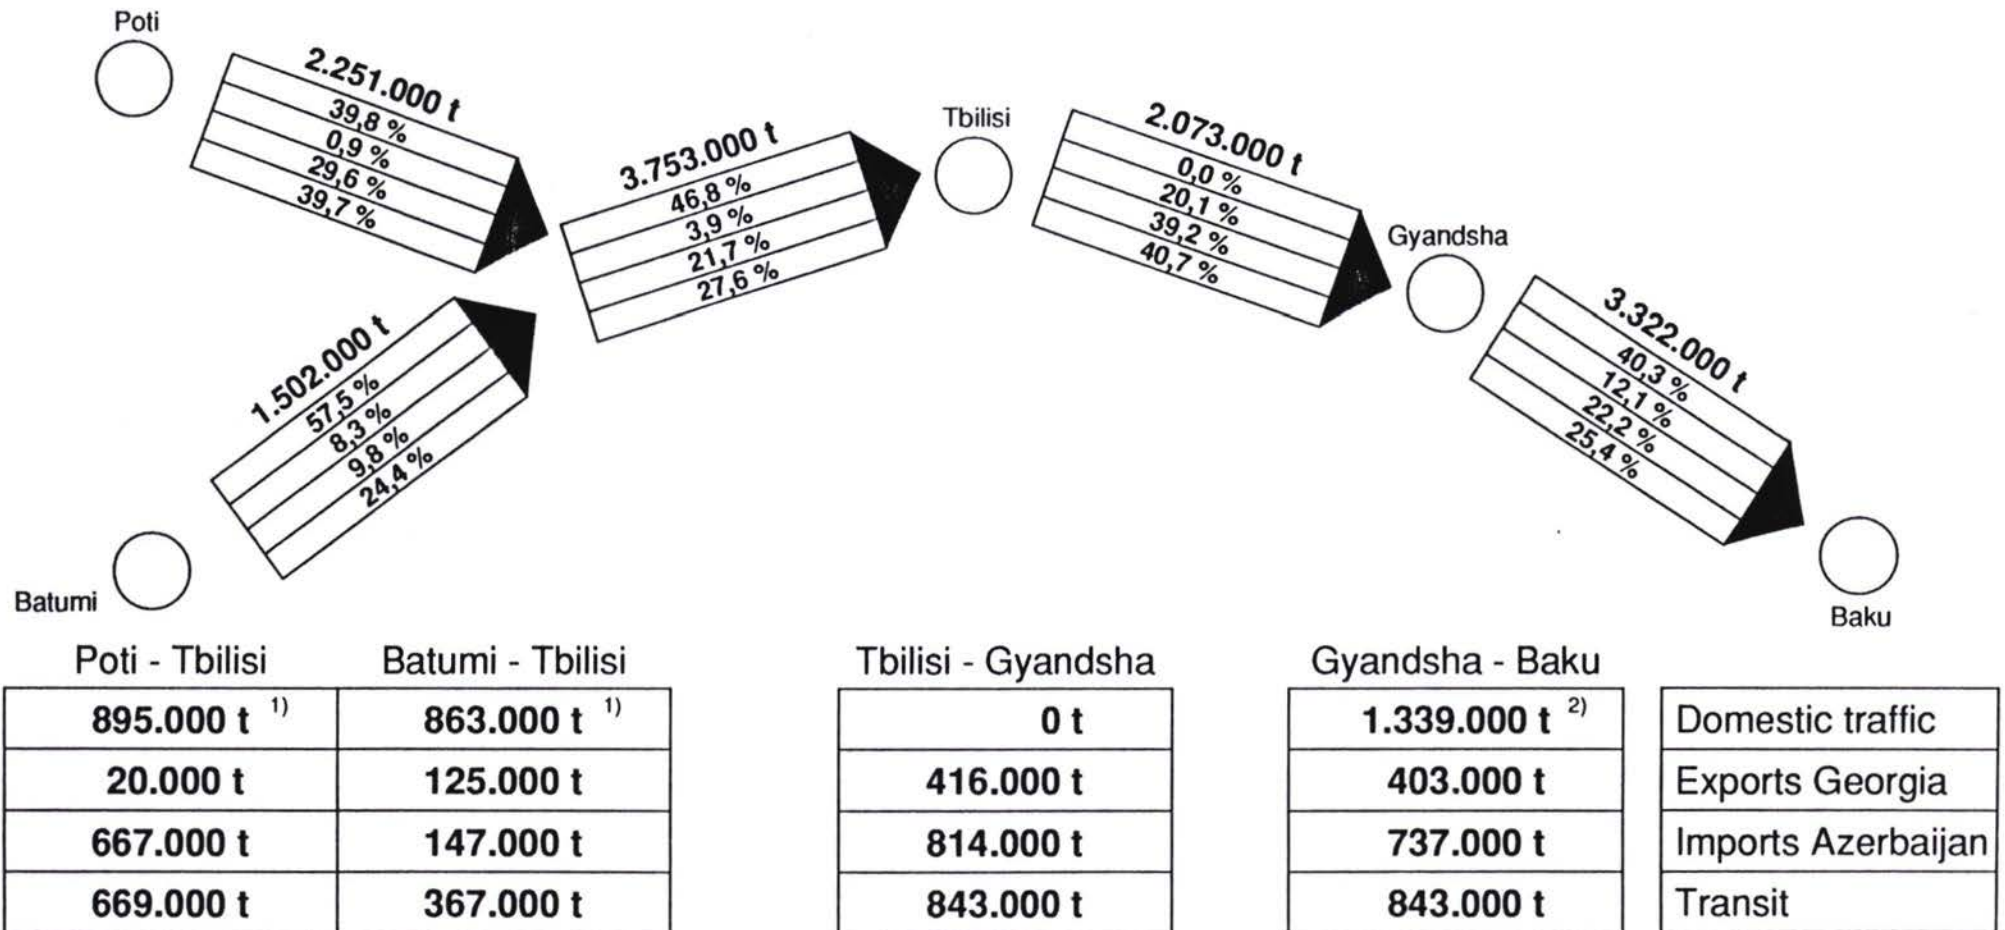 Poti
2.251.000 t
39,8 %
0,9 %
29,6 %
39,7 %
3.753.000 t
46,8 %
3,9 %
21,7 %
27,6 %
Tbilisi
2.073.000 t
0,0 %
20,1 %
39,2 %
40,7 %
Gyandsha
3.322.000 t
40,3 %
12,1 %
22,2 %
25,4 %
1.502.000 t
57,5 %
8,3 %
9,8 %
24,4 %
Batumi
Baku
Poti - Tbilisi Batumi - Tbilisi Tbilisi - Gyandsha Gyandsha - Baku
895.000 t 1) 863.000 t 1) 0 t 1.339.000 t 2) Domestic traffic
20.000 t 125.000 t 416.000 t 403.000 t Exports Georgia
667.000 t 147.000 t 814.000 t 737.000 t Imports Azerbaijan
669.000 t 367.000 t 843.000 t 843.000 t Transit